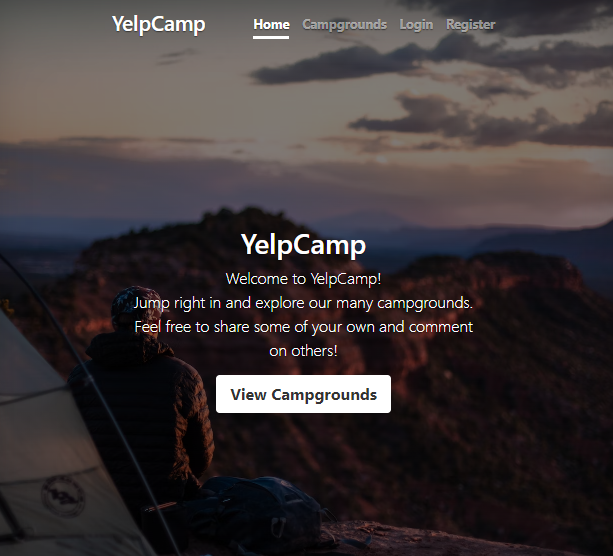 YelpCamp
Home Campgrounds Login Register
YelpCamp
Welcome to YelpCamp!
Jump right in and explore our many campgrounds.
Feel free to share some of your own and comment
on others!
View Campgrounds